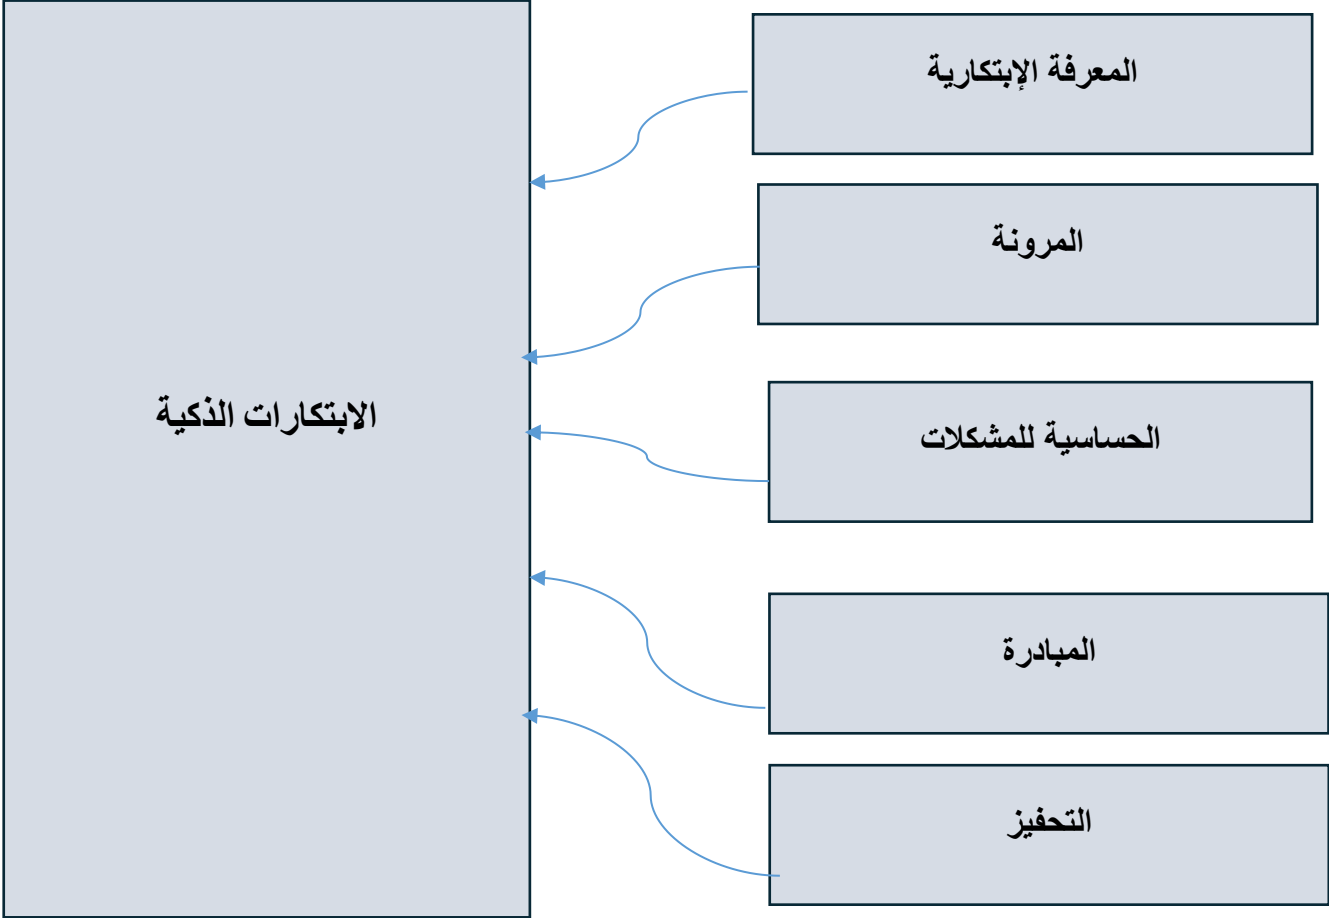 المعرفة الإبتكارية
المرونة
الابتكارات الذكية
الحساسية للمشكلات
المبادرة
التحفيز